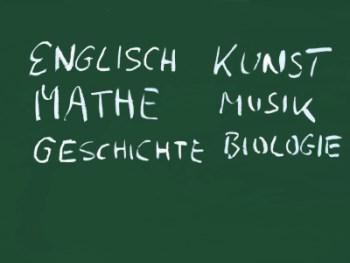 ENGLISCH KUNST
MATHE MUSIK
GESCHICHTE BIOLOGIE